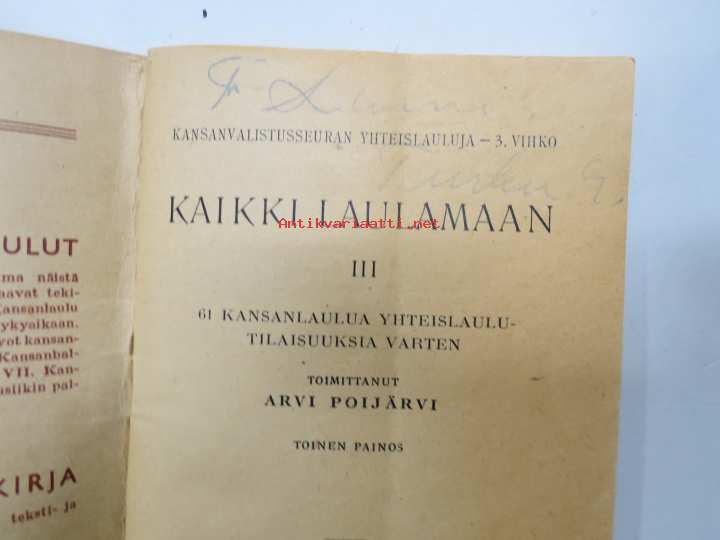 ULUT
ma näistä
aavat teki-
Kansanlaulu
ykyaikaan.
vot kansan-
Kansanbal-
VII. Kan-
usiikin pal-
KIRJA
teksti- ja
KANSANVALISTUSSEURAN YHTEISLAULUJA — 3. VIHKO
KAIKKI LAULAMAAN
Antikvariaatti.net
III
61 KANSANLAULUA YHTEISLAULU-
TILAISUUKSIA VARTEN
TOIMITTANUT
ARVI POIJÄRVI
TOINEN PAINOS